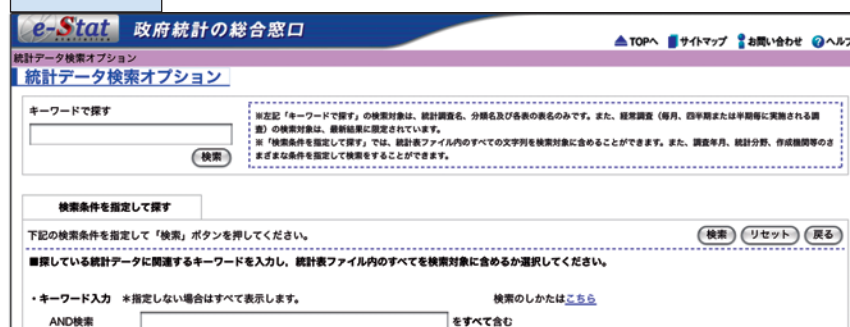 e-Stat 政府統計の総合窓口
▲TOPへ サイトマップ お問い合わせ ヘルプ
統計データ検索オプション
統計データ検索オプション
キーワードで探す
検索
※左記「キーワードで探す」の検索対象は、統計調査名、分類名及び各表の表名のみです。また、経常調査（毎月、四半期または半期毎に実施される調
査）の検索対象は、最新結果に限定されています。
※「検索条件を指定して探す」では、統計表ファイル内のすべての文字列を検索対象に含めることができます。また、調査年月、統計分野、作成機関等のさ
まざまな条件を指定して検索をすることができます。
検索条件を指定して探す
下記の検索条件を指定して「検索」ボタンを押してください。
検索 リセット 戻る
■探している統計データに関連するキーワードを入力し、統計表ファイル内のすべてを検索対象に含めるか選択してください。
・キーワード入力 ＊指定しない場合はすべて表示します。 検索のしかたはこちら
AND検索 をすべて含む